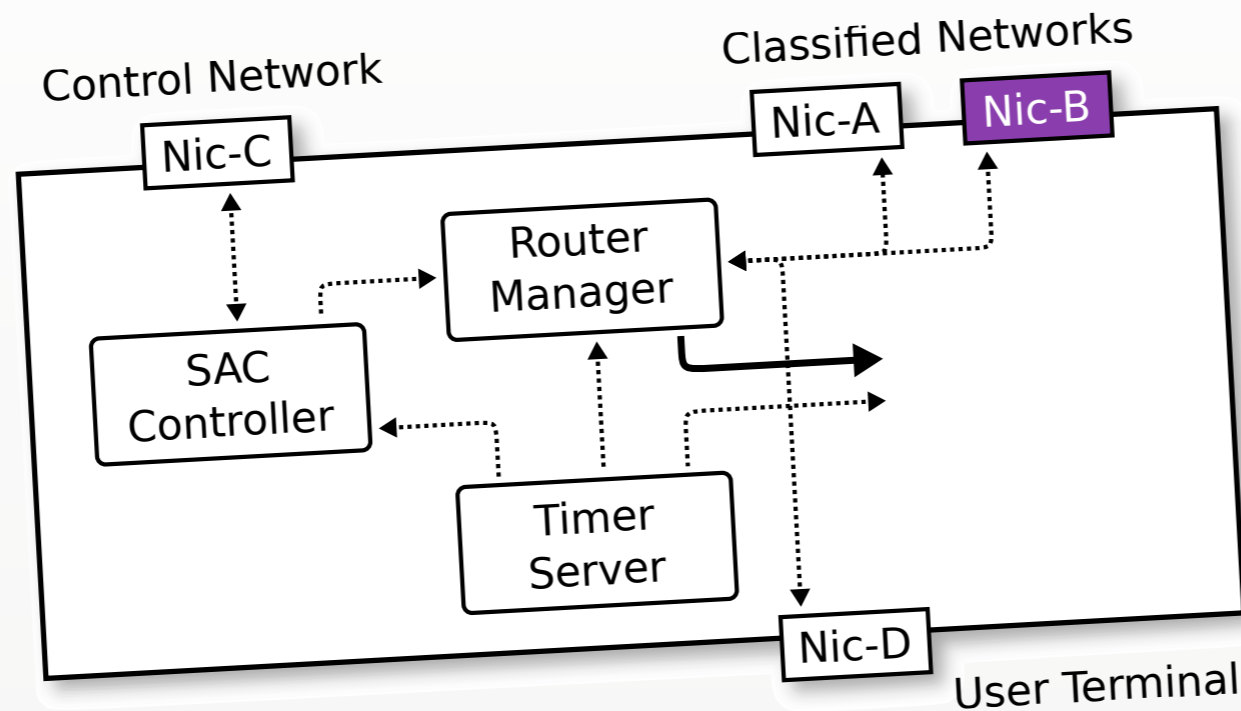 Control Network
Classified Networks
Nic-C
Nic-A
Nic-B
Router
Manager
SAC
Controller
Timer
Server
Nic-D
User Terminal